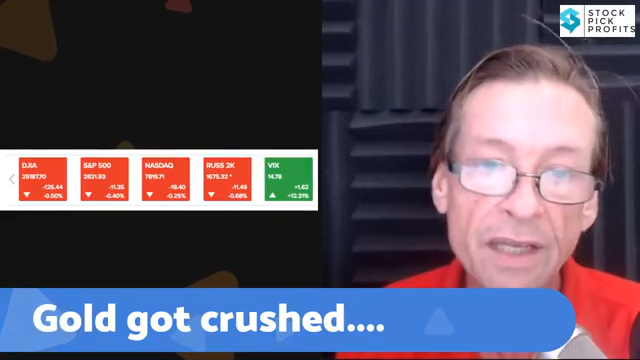 STOCK
PICK
PROFITS
DJIA
25187.70
-125.44
-0.50%
S&P 500
2821.93
-11.35
-0.40%
NASDAQ
7819.71
-19.40
-0.25%
RUSS 2K
1675.32 *
-11.49
-0.68%
VIX
14.78
+1.62
+12.31%
Gold got crushed....